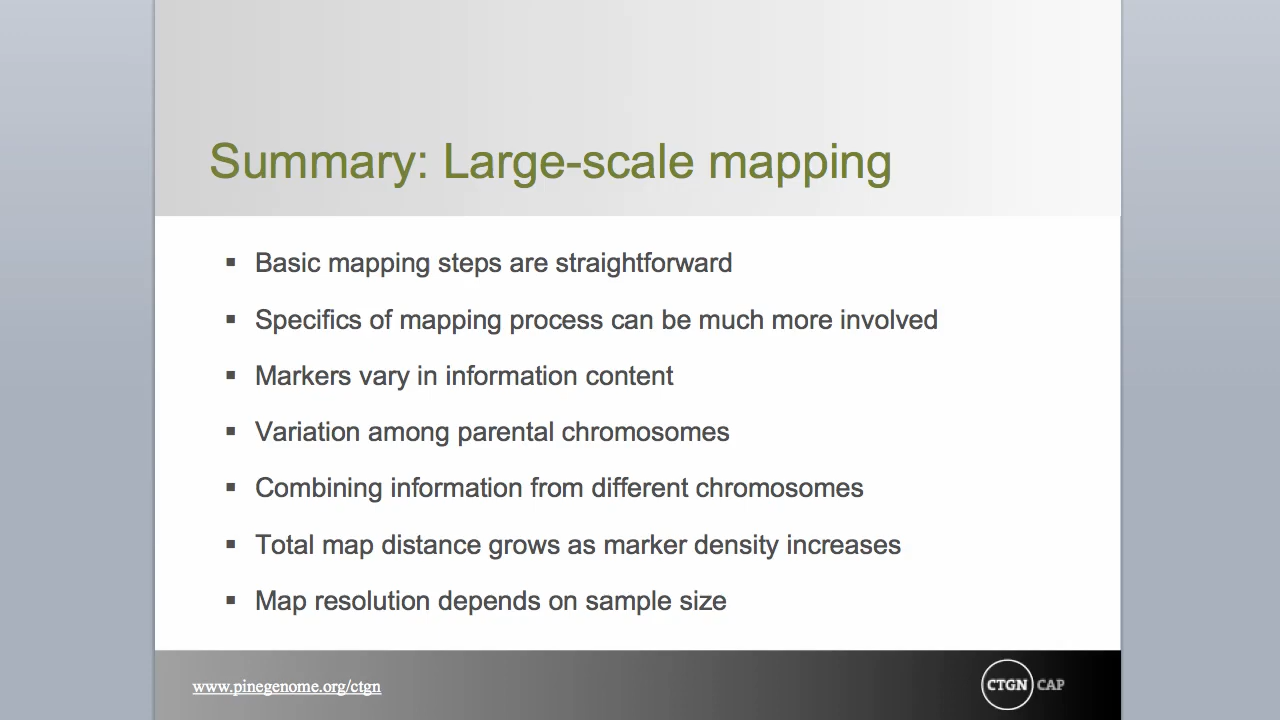 Summary: Large-scale mapping
▪ Basic mapping steps are straightforward
▪ Specifics of mapping process can be much more involved
▪ Markers vary in information content
▪ Variation among parental chromosomes
▪ Combining information from different chromosomes
▪ Total map distance grows as marker density increases
▪ Map resolution depends on sample size
www.pinegenome.org/ctgn
CTGN CAP